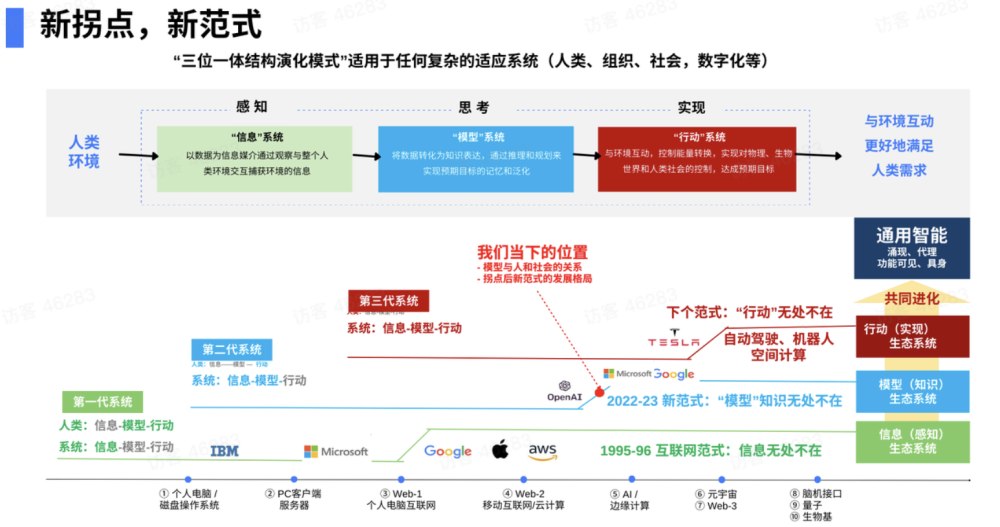 新拐点，新范式
“三位一体结构演化模式”适用于任何复杂的适应系统（人类、组织、社会，数字化等）
感知
思考
实现
人类
环境
“信息”系统
以数据为信息媒介通过观察与整个人
类环境交互捕获环境的信息
“模型”系统
将数据转化为知识表达，通过推理和规划来
实现预期目标的记忆和泛化
“行动”系统
与环境互动，控制能量转换，实现对物理、生物
世界和人类社会的控制，达成预期目标
与环境互动
更好地满足
人类需求
通用智能
涌现、代理
功能可见、具身
共同进化
我们当下的位置
- 模型与人和社会的关系
- 拐点后新范式的发展格局
第三代系统
人类：信息-模型-行动
系统：信息-模型-行动
下个范式：“行动”无处不在
TESLA
自动驾驶、机器人
空间计算
行动（实现）
生态系统
第二代系统
人类：信息——模型 — 行动
系统：信息-模型-行动
OpenAI
Microsoft Google
2022-23 新范式：“模型”知识无处不在
模型（知识）
生态系统
第一代系统
人类：信息-模型-行动
系统：信息-模型-行动
IBM
Microsoft
Google
aws
1995-96 互联网范式：信息无处不在
信息（感知）
生态系统
① 个人电脑 /
磁盘操作系统
② PC客户端
服务器
③ Web-1
个人电脑互联网
④ Web-2
移动互联网/云计算
⑤ AI /
边缘计算
⑥ 元宇宙
⑦ Web-3
⑧ 脑机接口
⑨ 量子
⑩ 生物基
访客 46283